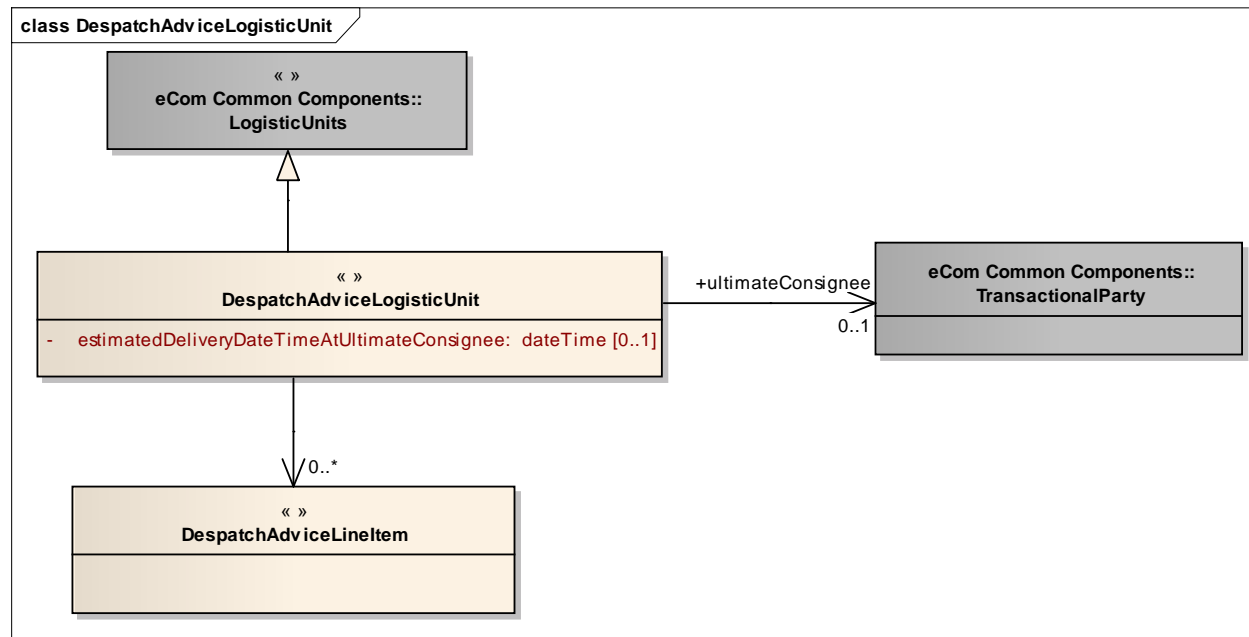 class DespatchAdviceLogisticUnit
« »
eCom Common Components::
LogisticUnits
« »
DespatchAdviceLogisticUnit
- estimatedDeliveryDateTimeAtUltimateConsignee: dateTime [0..1]
+ultimateConsignee
0..1
eCom Common Components::
TransactionalParty
0..*
« »
DespatchAdviceLineItem